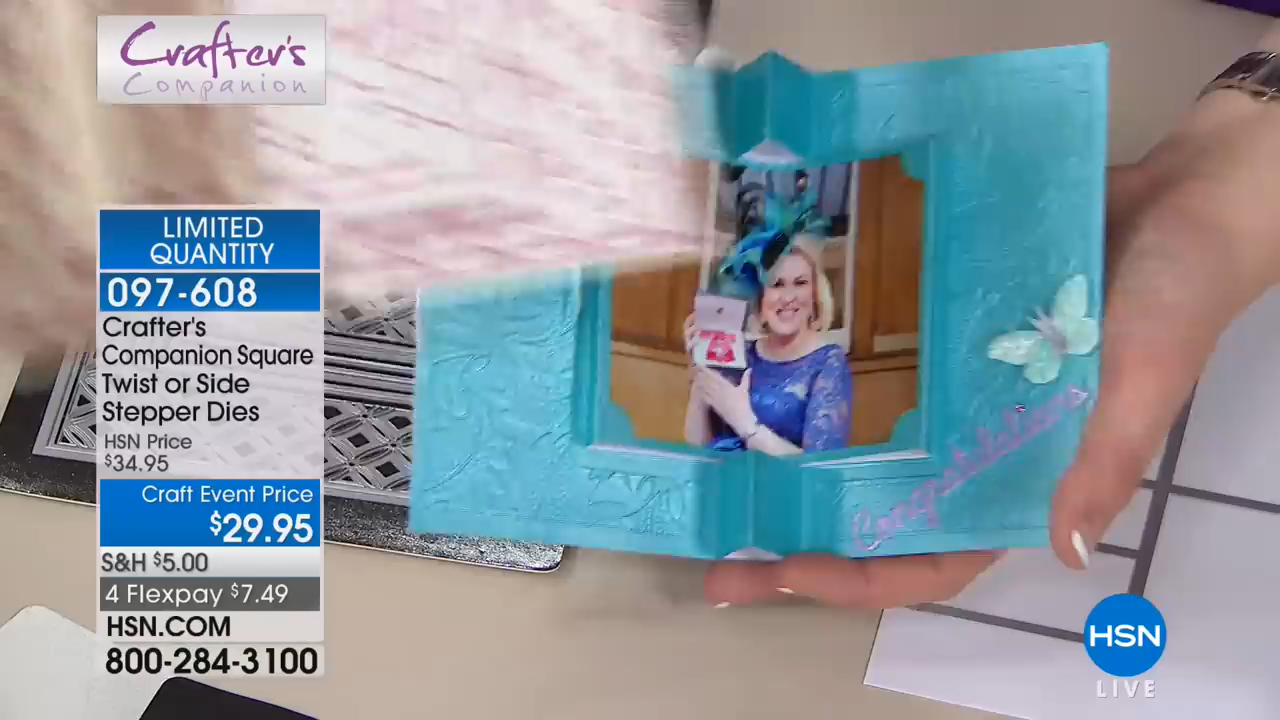 Crafter's
Companion
LIMITED
QUANTITY
097-608
Crafter's
Companion Square
Twist or Side
Stepper Dies
HSN Price
$34.95
Craft Event Price
$29.95
S&H $5.00
4 Flexpay $7.49
HSN.COM
800-284-3100
Congratulations
HSN
LIVE